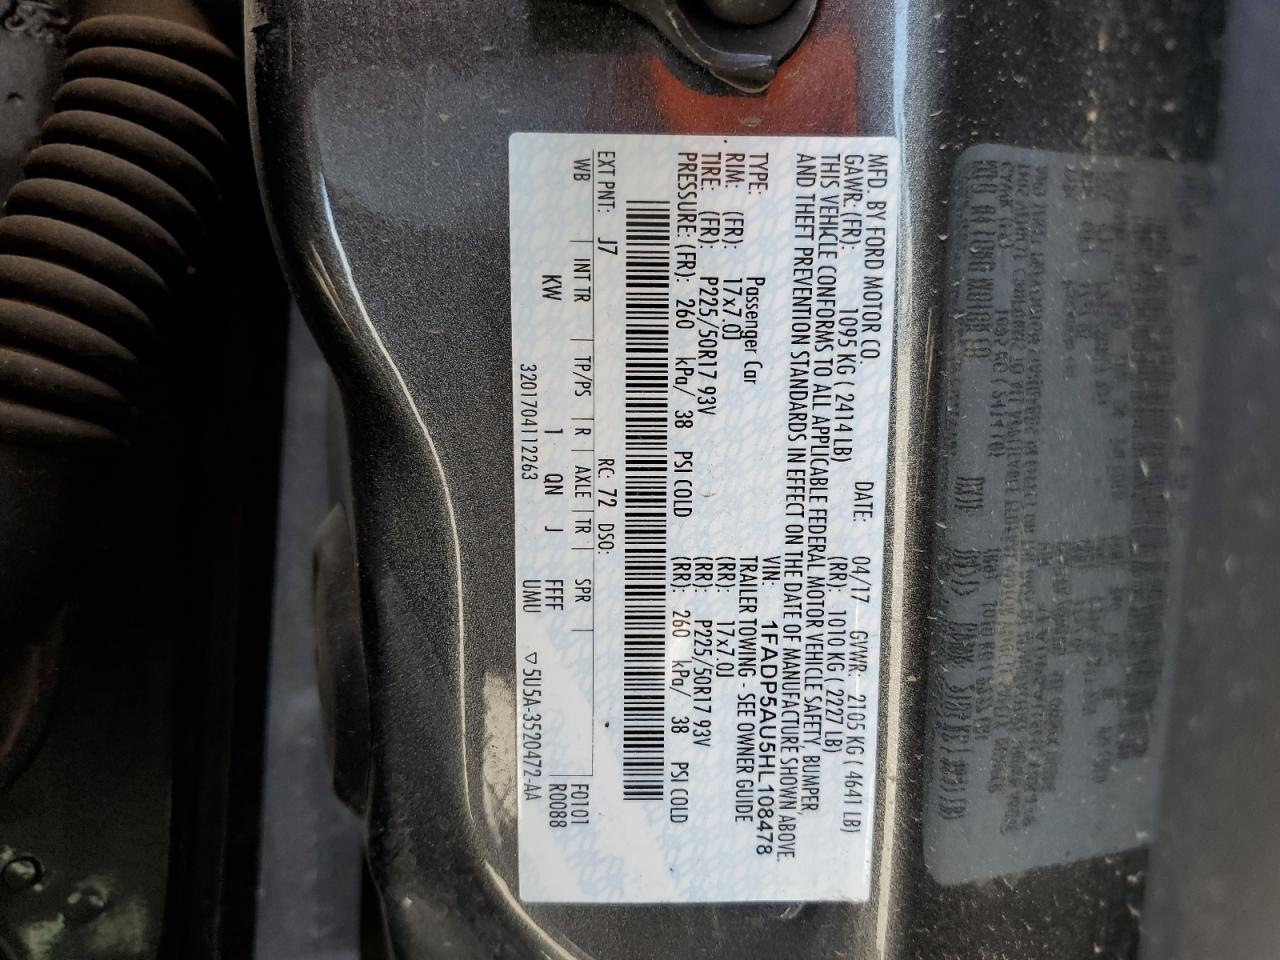 MFD. BY FORD MOTOR CO.
DATE: 04/17 GVWR: 2105 KG ( 4641 LB)
GAWR: (FR): 1095 KG ( 2414 LB) (RR): 1010 KG ( 2227 LB)
THIS VEHICLE CONFORMS TO ALL APPLICABLE FEDERAL MOTOR VEHICLE SAFETY, BUMPER,
AND THEFT PREVENTION STANDARDS IN EFFECT ON THE DATE OF MANUFACTURE SHOWN ABOVE.
VIN: 1FADP5AU5HL108478
TYPE: Passenger Car TRAILER TOWING - SEE OWNER GUIDE
RIM: (FR): 17x7.0J (RR): 17x7.0J
TIRE: (FR): P225/50R17 93V (RR): P225/50R17 93V
PRESSURE: (FR): 260 kPa/ 38 PSI COLD (RR): 260 kPa/ 38 PSI COLD
EXT PNT: J7 RC: 72 DSO:
WB INT TR TP/PS R AXLE TR SPR F0101
KW 1 QN J FFFF R0088
3201704112263 UMU ▽5U5A-3520472-AA